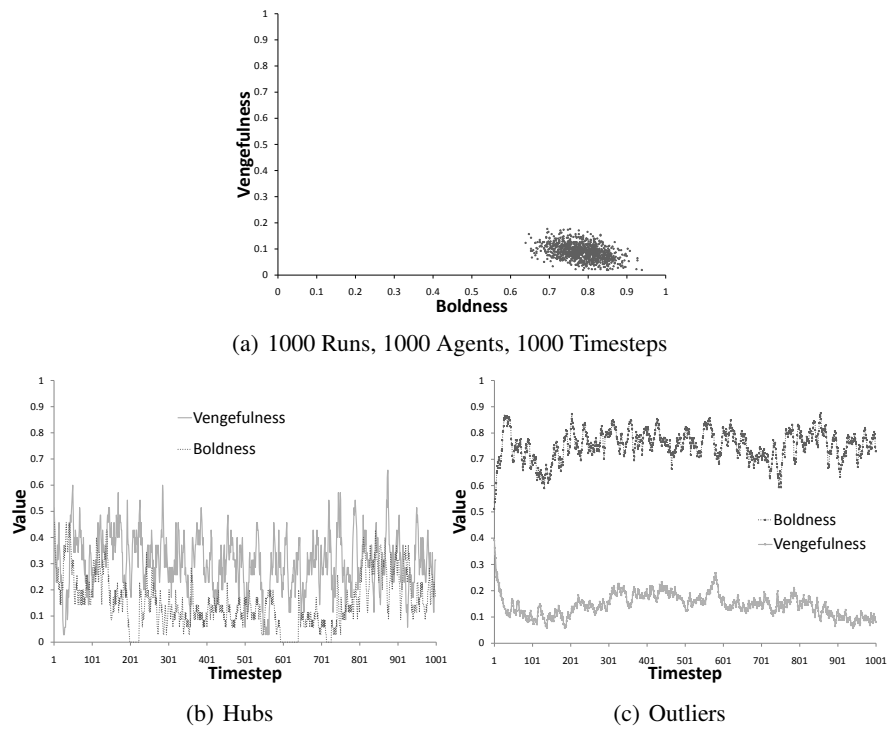 1
0.9
0.8
0.7
0.6
0.5
0.4
0.3
0.2
0.1
0
Vengefulness
0 0.1 0.2 0.3 0.4 0.5 0.6 0.7 0.8 0.9 1
Boldness
(a) 1000 Runs, 1000 Agents, 1000 Timesteps
1
0.9
0.8
0.7
0.6
0.5
0.4
0.3
0.2
0.1
0
Value
Vengefulness
Boldness
1 101 201 301 401 501 601 701 801 901 1001
Timestep
(b) Hubs
1
0.9
0.8
0.7
0.6
0.5
0.4
0.3
0.2
0.1
0
Value
Boldness
Vengefulness
1 101 201 301 401 501 601 701 801 901 1001
Timestep
(c) Outliers